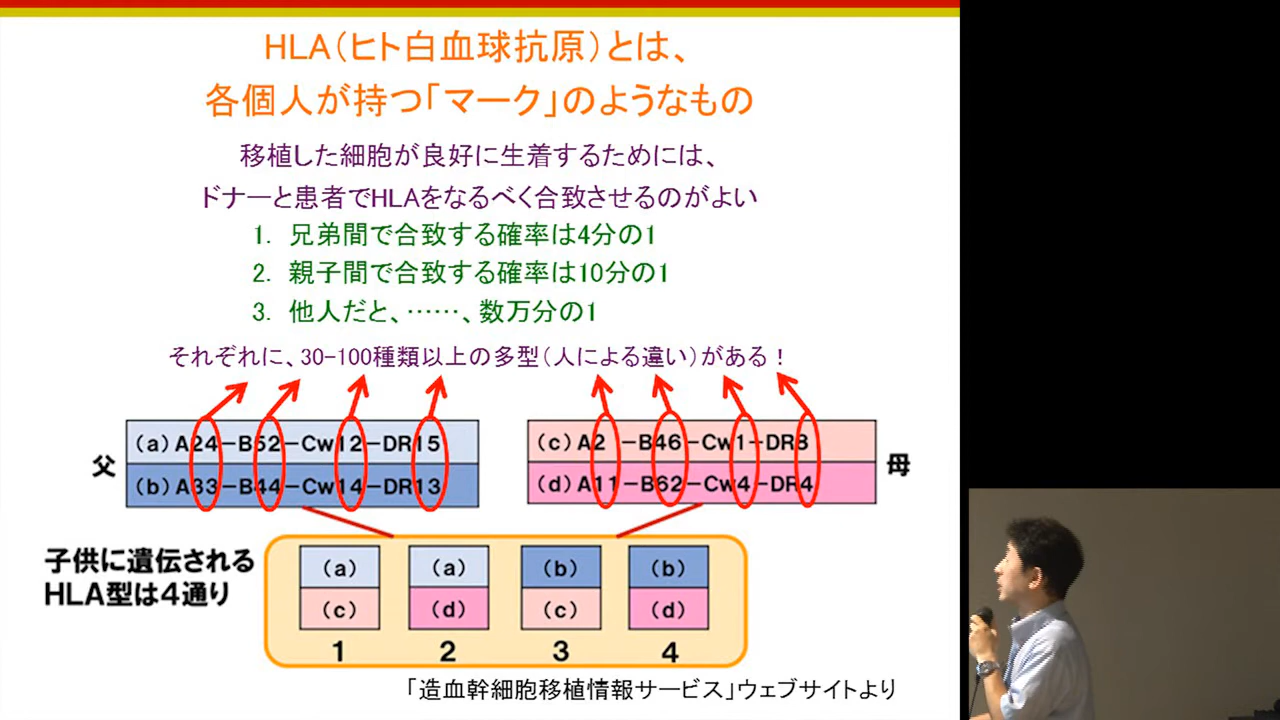 HLA(ヒト白血球抗原)とは、
各個人が持つ「マーク」のようなもの
移植した細胞が良好に生着するためには、
ドナーと患者でHLAをなるべく合致させるのがよい
1. 兄弟間で合致する確率は4分の1
2. 親子間で合致する確率は10分の1
3. 他人だと、……、数万分の1
それぞれに、30-100種類以上の多型(人による違い)がある!
父
(a) A24-B52-Cw12-DR15
(b) A33-B44-Cw14-DR13
(c) A2 -B46-Cw1-DR8
(d) A11-B62-Cw4-DR4
母
子供に遺伝される
HLA型は4通り
(a) (a) (b) (b)
(c) (d) (c) (d)
1 2 3 4
「造血幹細胞移植情報サービス」ウェブサイトより